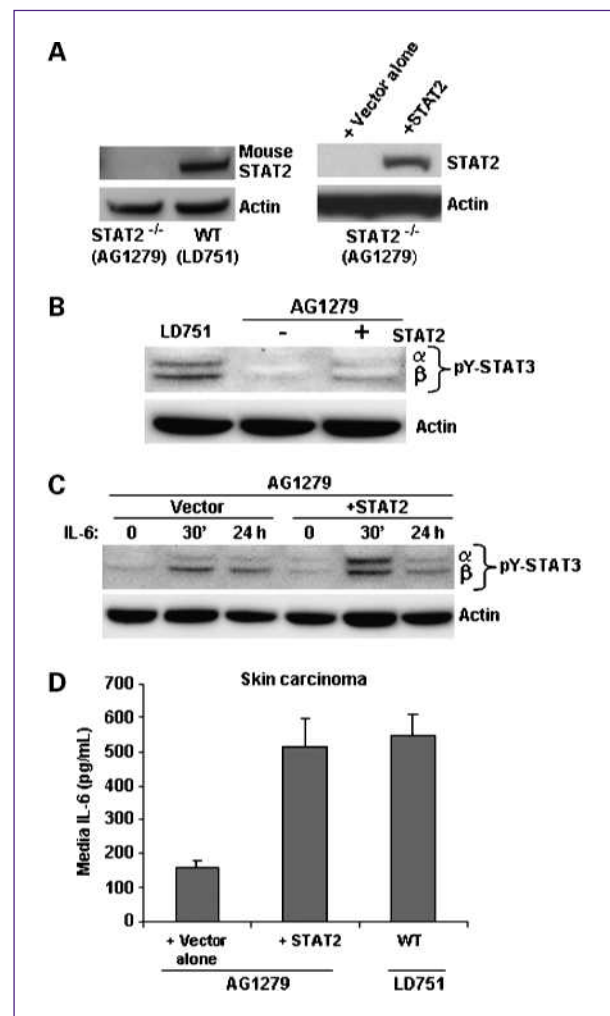 A
+ Vector alone
+STAT2
Mouse
STAT2
STAT2
Actin
Actin
STAT2 -/-
(AG1279)
WT
(LD751)
STAT2 -/-
(AG1279)
B
AG1279
LD751
-
+
STAT2
α
β
pY-STAT3
Actin
C
AG1279
Vector
+STAT2
IL-6:
0
30'
24 h
0
30'
24 h
α
β
pY-STAT3
Actin
D
Skin carcinoma
Media IL-6 (pg/mL)
700
600
500
400
300
200
100
0
+ Vector
alone
+ STAT2
WT
AG1279
LD751